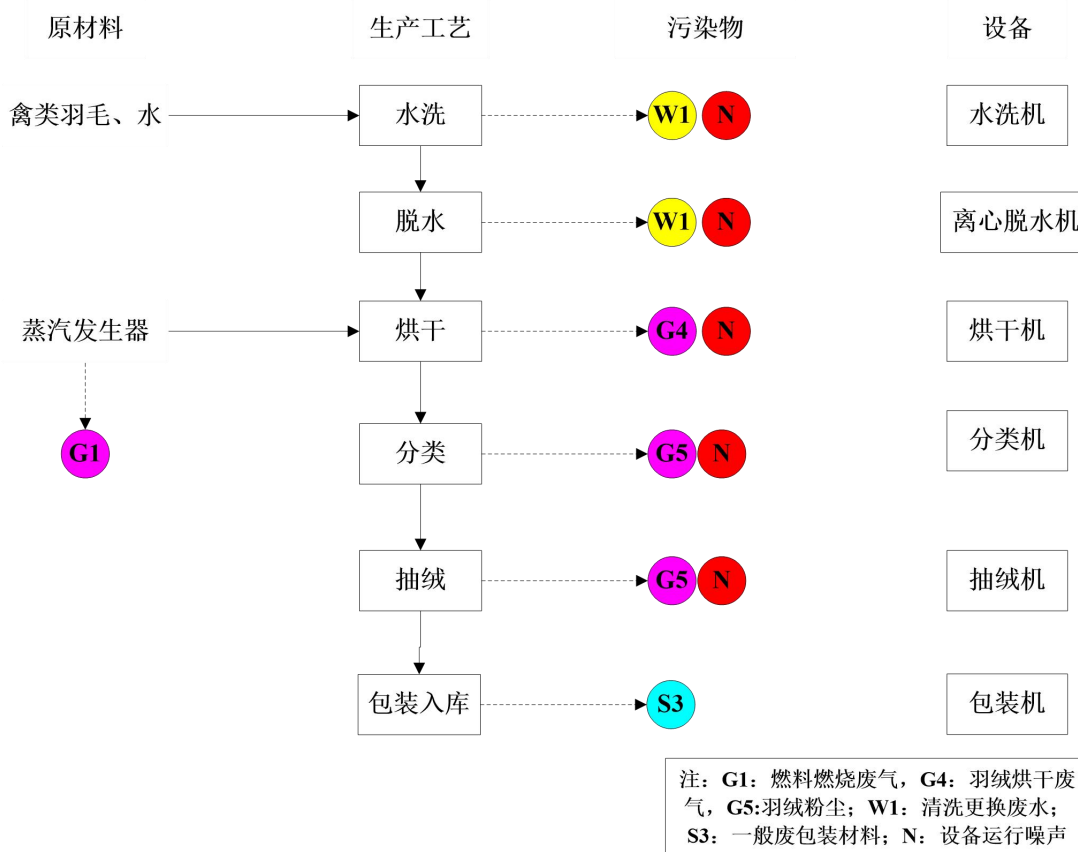 原材料 生产工艺 污染物 设备
禽类羽毛、水 水洗 W1 N 水洗机
脱水 W1 N 离心脱水机
蒸汽发生器 烘干 G4 N 烘干机
G1 分类 G5 N 分类机
抽绒 G5 N 抽绒机
包装入库 S3 包装机
注：G1：燃料燃烧废气，G4：羽绒烘干废
气，G5:羽绒粉尘；W1：清洗更换废水；
S3：一般废包装材料；N：设备运行噪声